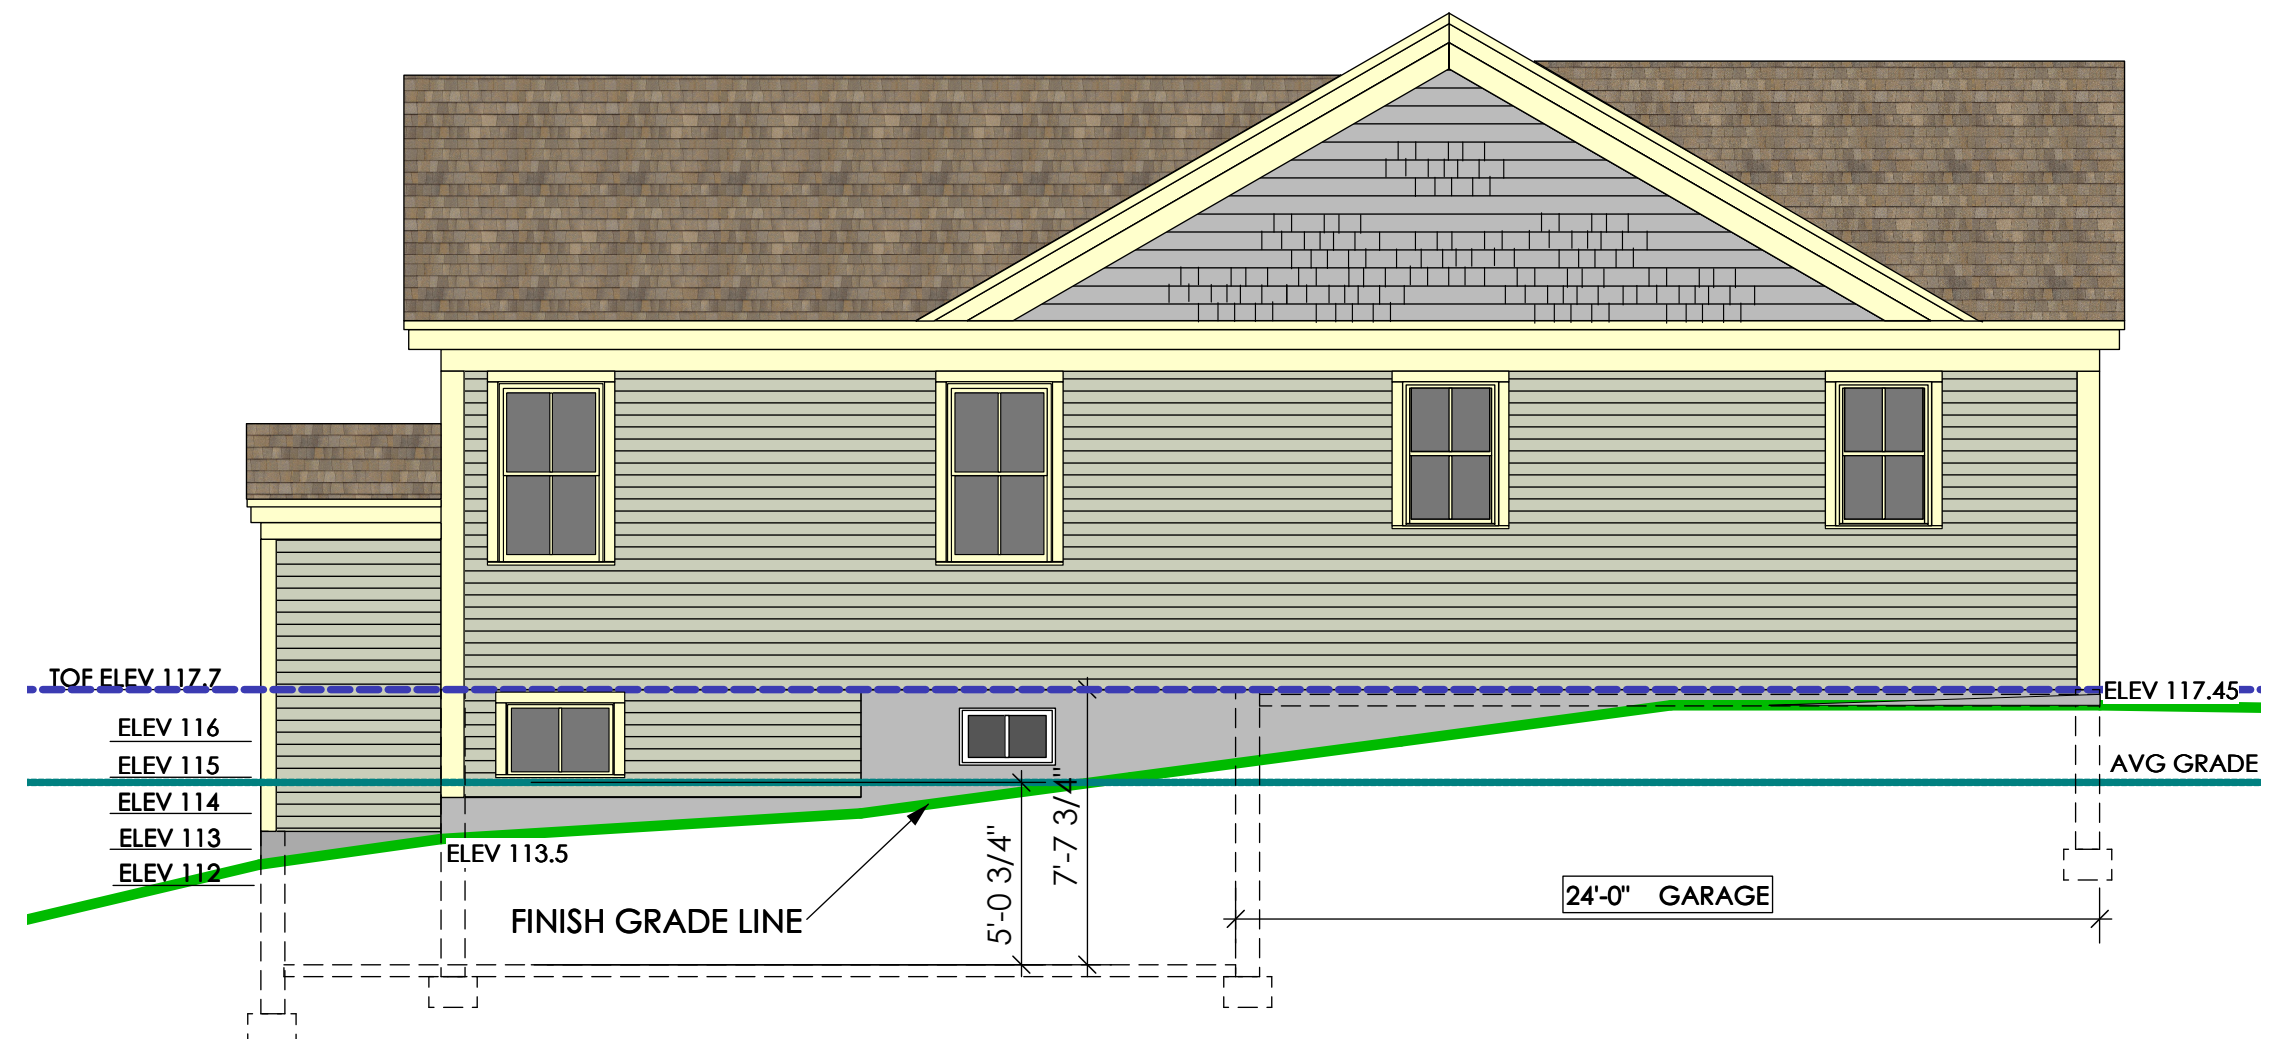 TOF ELEV 117.7
ELEV 117.45
ELEV 116
ELEV 115
AVG GRADE
ELEV 114
ELEV 113
ELEV 113.5
ELEV 112
FINISH GRADE LINE
5'-0 3/4"
7'-7 3/4"
24'-0" GARAGE